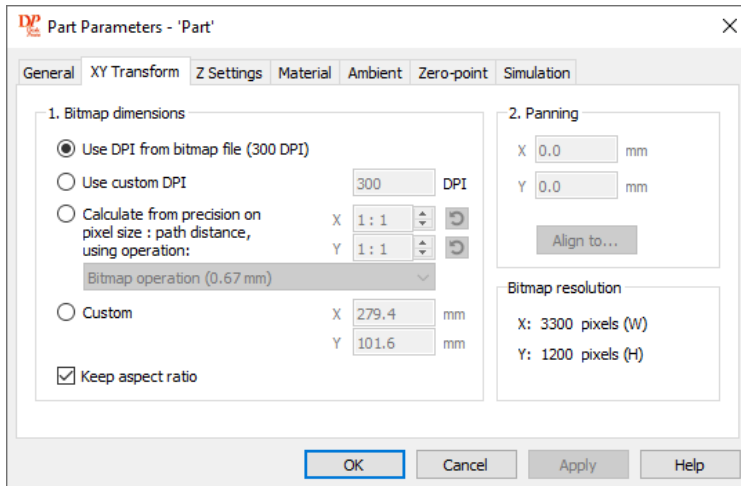 DP
Part Parameters - 'Part'
General XY Transform Z Settings Material Ambient Zero-point Simulation
1. Bitmap dimensions
Use DPI from bitmap file (300 DPI)
Use custom DPI 300 DPI
Calculate from precision on
pixel size : path distance,
using operation:
X 1 : 1
Y 1 : 1
Bitmap operation (0.67 mm)
Custom X 279.4 mm
Y 101.6 mm
Keep aspect ratio
2. Panning
X 0.0 mm
Y 0.0 mm
Align to...
Bitmap resolution
X: 3300 pixels (W)
Y: 1200 pixels (H)
OK Cancel Apply Help